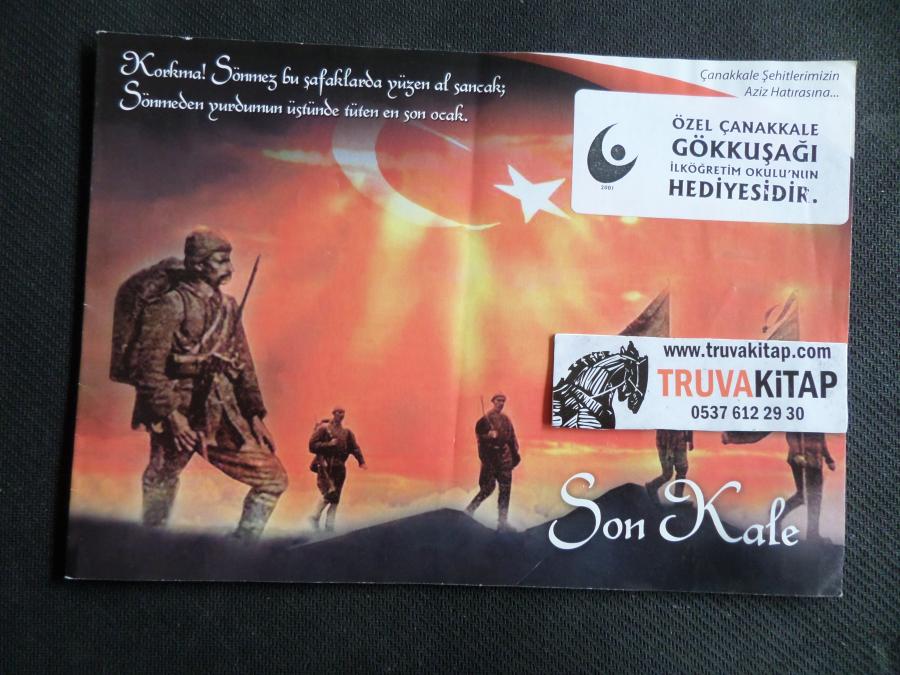 Korkma! Sönmez bu şafaklarda yüzen al sancak;
Sönmeden yurdumun üstünde tüten en son ocak.
Çanakkale Şehitlerimizin
Aziz Hatırasına...
ÖZEL ÇANAKKALE
GÖKKUŞAĞI
İLKÖĞRETİM OKULU'NUN
HEDİYESİDİR.
2001
www.truvakitap.com
TRUVAKİTAP
0537 612 29 30
Son Kale